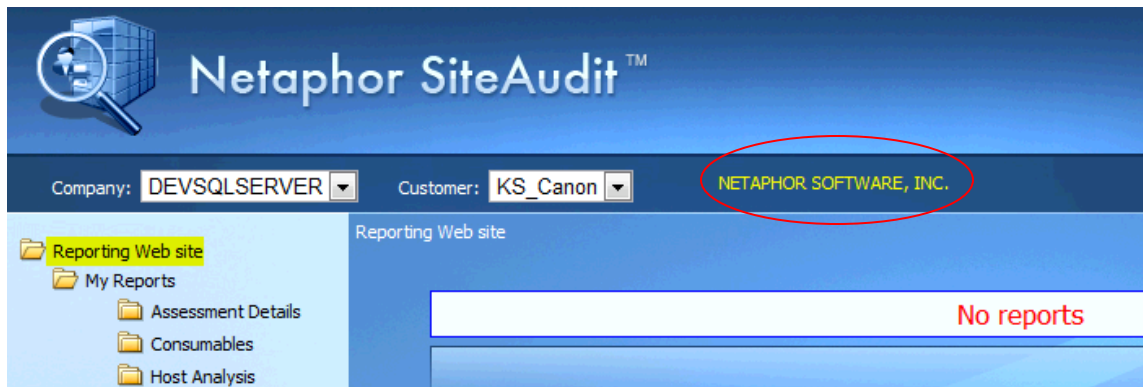 Netaphor SiteAudit™
Company: DEVSQLSERVER Customer: KS_Canon NETAPHOR SOFTWARE, INC.
Reporting Web site
My Reports
Assessment Details
Consumables
Host Analysis
Reporting Web site
No reports